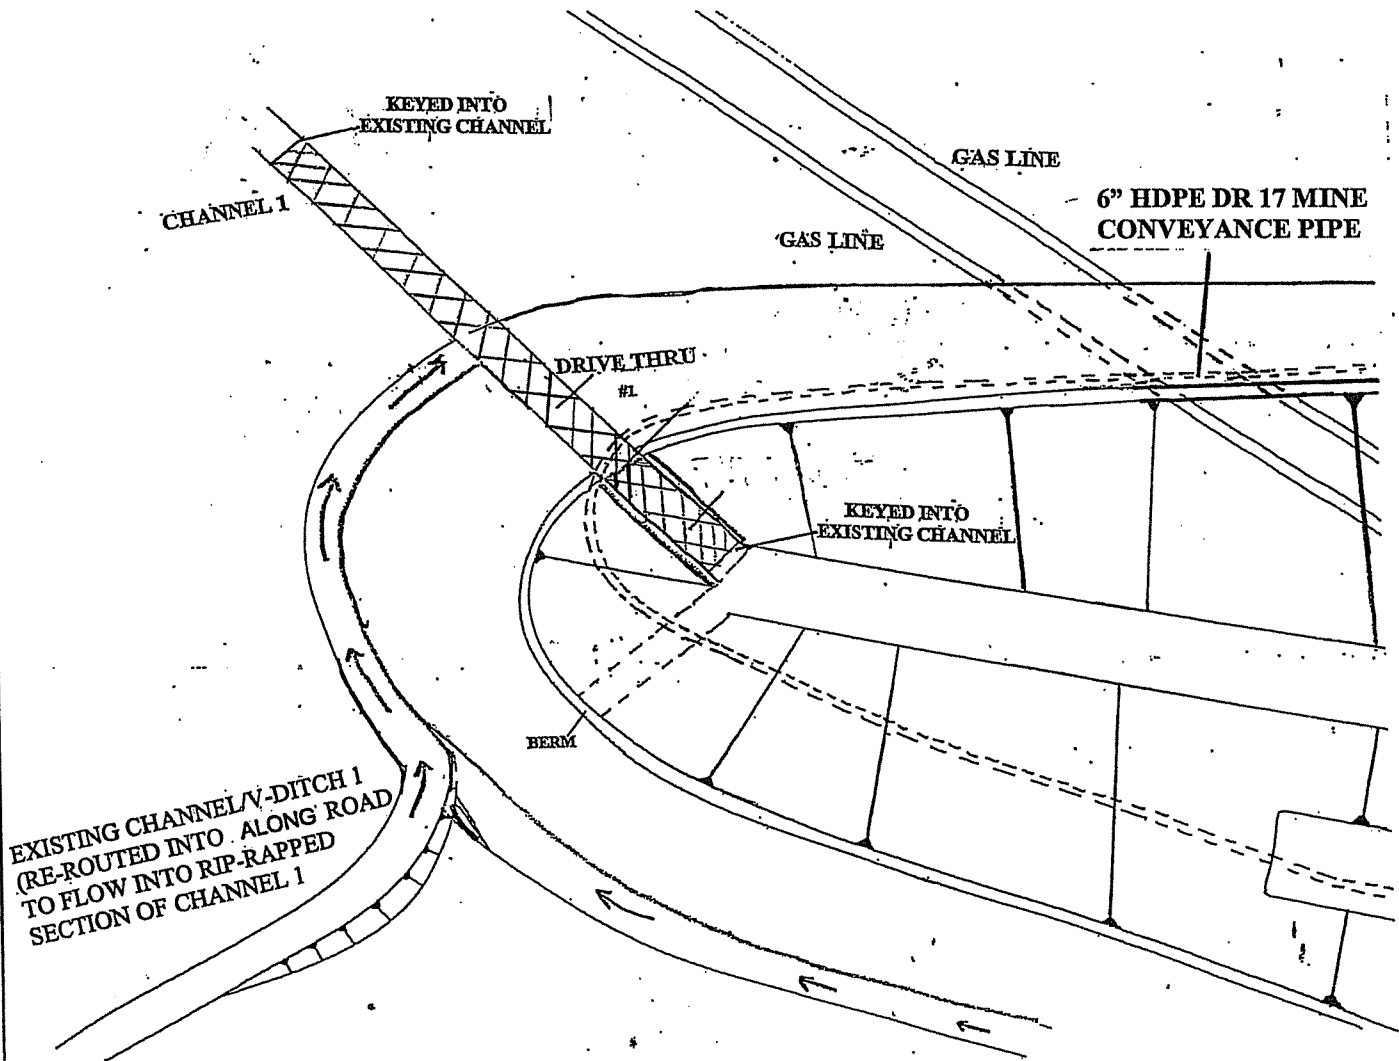 KEYED INTO
EXISTING CHANNEL
CHANNEL 1
GAS LINE
6” HDPE DR 17 MINE
CONVEYANCE PIPE
GAS LINE
DRIVE THRU
#1
KEYED INTO
EXISTING CHANNEL
BERM
EXISTING CHANNEL/V-DITCH 1
(RE-ROUTED INTO ALONG ROAD
TO FLOW INTO RIP-RAPPED
SECTION OF CHANNEL 1